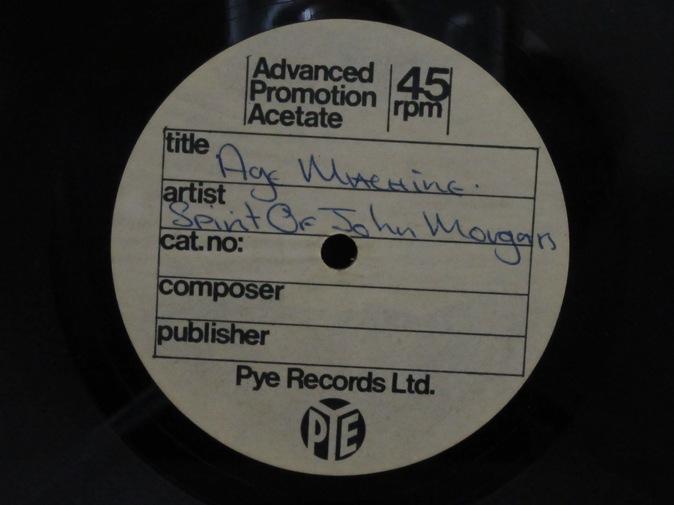 Advanced
Promotion
Acetate
45
rpm
title Age Machine.
artist
Spirit Of John Morgan
cat.no:
composer
publisher
Pye Records Ltd.
PYE